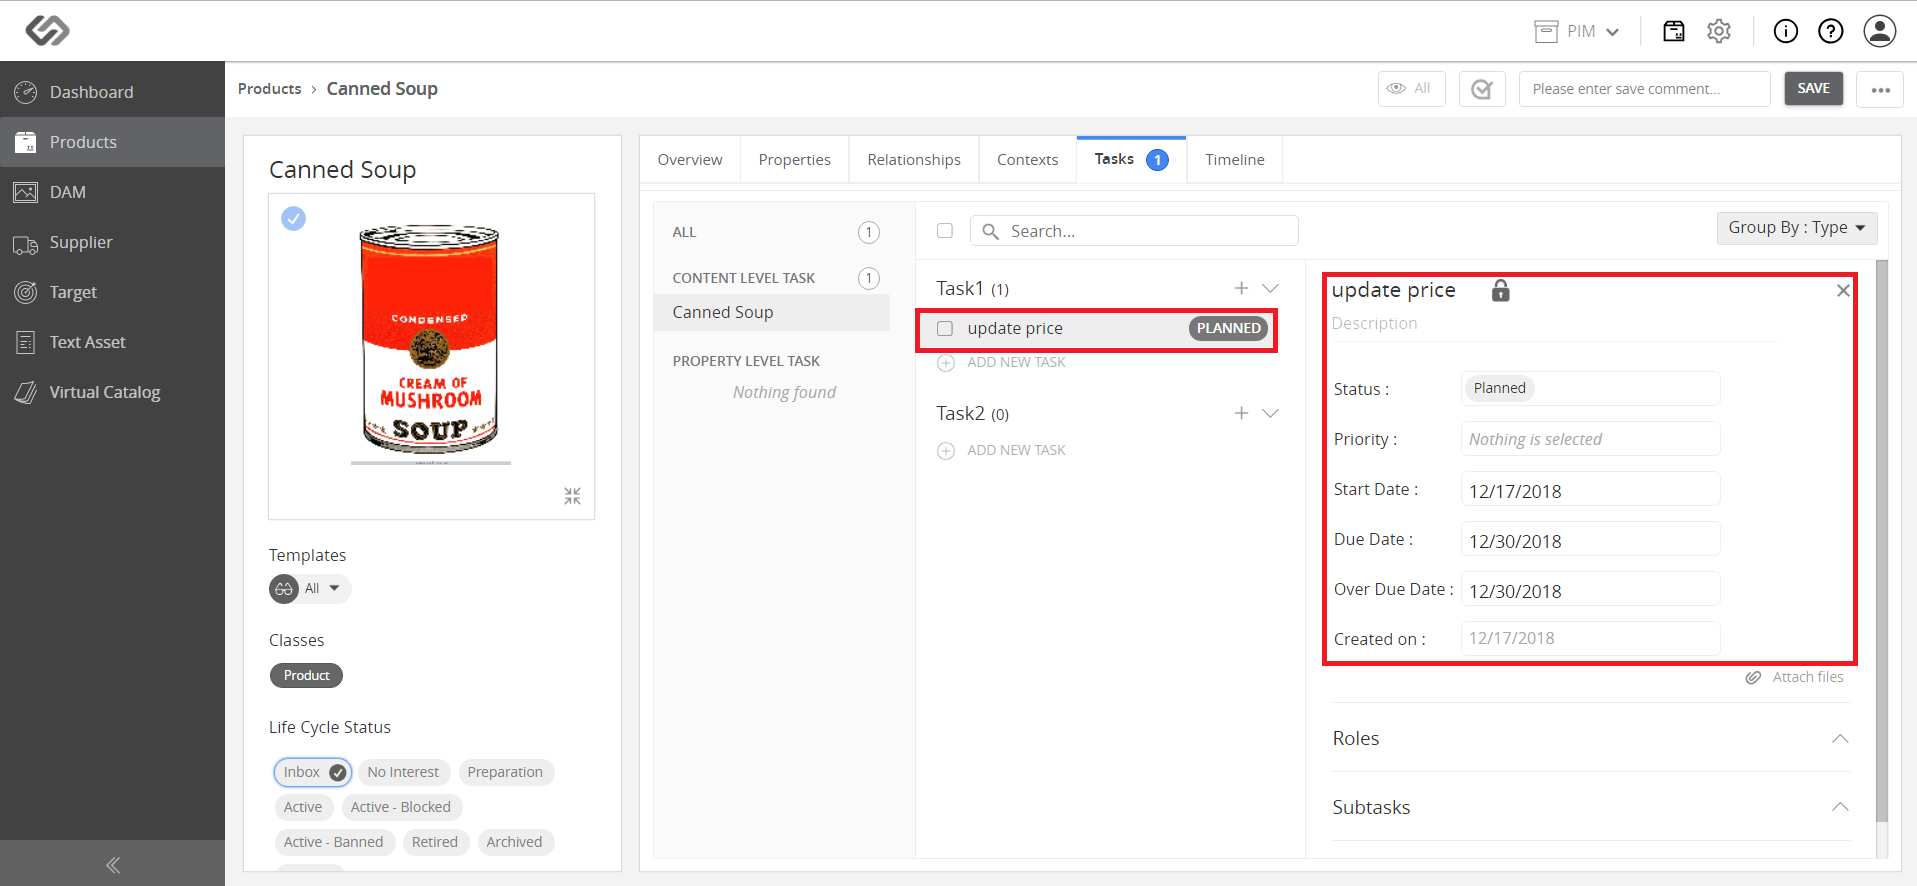 PIM
Dashboard
Products
DAM
Supplier
Target
Text Asset
Virtual Catalog
Products › Canned Soup
All
Please enter save comment...
SAVE
Canned Soup
CONDENSED
CREAM OF
MUSHROOM
SOUP
Templates
All
Classes
Product
Life Cycle Status
Inbox
No Interest
Preparation
Active
Active - Blocked
Active - Banned
Retired
Archived
Overview
Properties
Relationships
Contexts
Tasks 1
Timeline
ALL 1
CONTENT LEVEL TASK 1
Canned Soup
PROPERTY LEVEL TASK
Nothing found
Search...
Group By : Type
Task1 (1)
update price PLANNED
ADD NEW TASK
Task2 (0)
ADD NEW TASK
update price
Description
Status : Planned
Priority : Nothing is selected
Start Date : 12/17/2018
Due Date : 12/30/2018
Over Due Date : 12/30/2018
Created on : 12/17/2018
Attach files
Roles
Subtasks